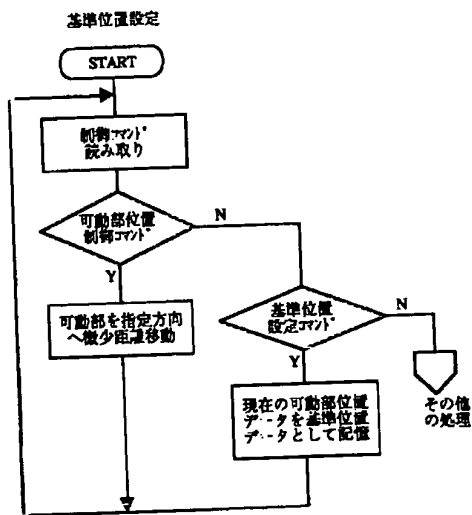 基準位置設定
START
制御コマンド
読み取り
可動部位置
制御コマンド
N
Y
可動部を指定方向
へ微少距離移動
基準位置
設定コマンド
N
Y
現在の可動部位置
データを基準位置
データとして記憶
その他
の処理